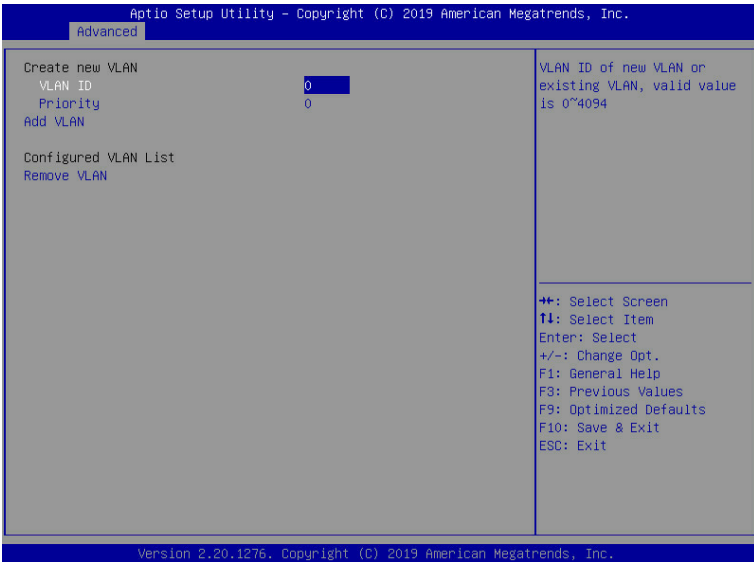 Aptio Setup Utility – Copyright (C) 2019 American Megatrends, Inc.
Advanced
Create new VLAN
VLAN ID 0
Priority 0
Add VLAN
Configured VLAN List
Remove VLAN
VLAN ID of new VLAN or
existing VLAN, valid value
is 0~4094
→←: Select Screen
↑↓: Select Item
Enter: Select
+/-: Change Opt.
F1: General Help
F3: Previous Values
F9: Optimized Defaults
F10: Save & Exit
ESC: Exit
Version 2.20.1276. Copyright (C) 2019 American Megatrends, Inc.